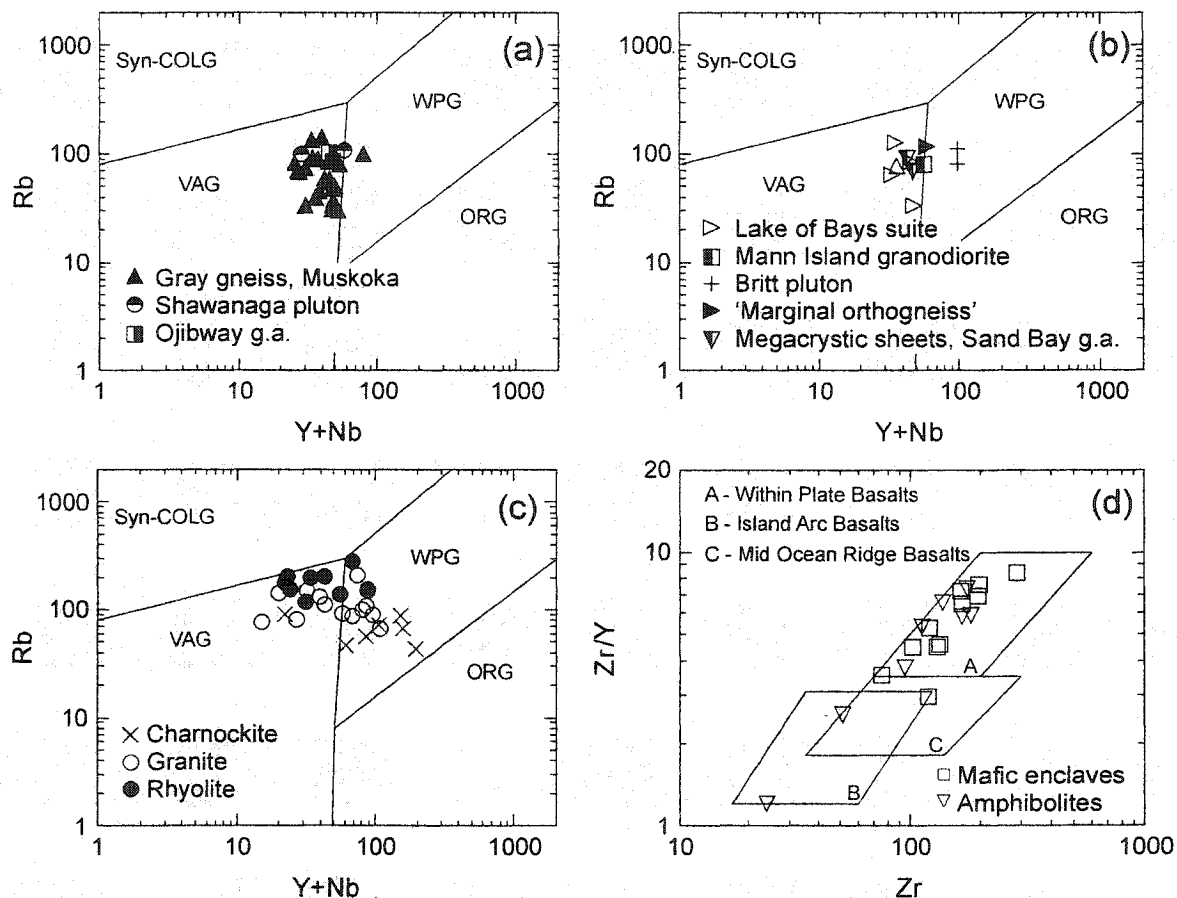 1000
Syn-COLG
(a)
WPG
100
Rb
VAG
ORG
10
Gray gneiss, Muskoka
Shawanaga pluton
Ojibway g.a.
1
1 10 100 1000
Y+Nb
1000
Syn-COLG
(b)
WPG
100
Rb
VAG
ORG
Lake of Bays suite
10
Mann Island granodiorite
Britt pluton
'Marginal orthogneiss'
Megacrystic sheets, Sand Bay g.a.
1
1 10 100 1000
Y+Nb
1000
Syn-COLG
(c)
WPG
100
Rb
VAG
ORG
10
Charnockite
Granite
Rhyolite
1
1 10 100 1000
Y+Nb
20
A - Within Plate Basalts
(d)
B - Island Arc Basalts
C - Mid Ocean Ridge Basalts
10
Zr/Y
A
C
B
Mafic enclaves
Amphibolites
1
10 100 1000
Zr